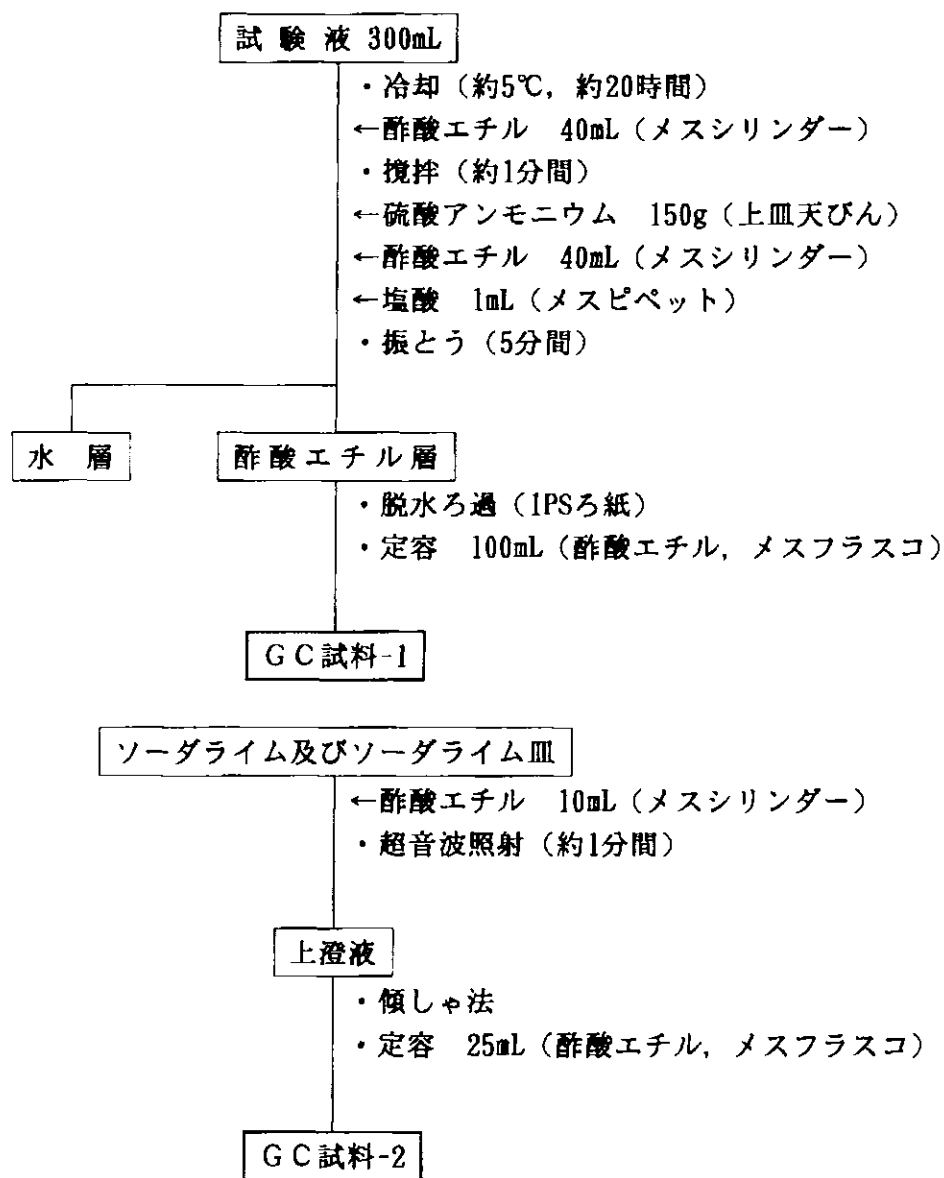 試験液 300mL
・冷却（約5℃，約20時間）
←酢酸エチル 40mL（メスシリンダー）
・攪拌（約1分間）
←硫酸アンモニウム 150g（上皿天びん）
←酢酸エチル 40mL（メスシリンダー）
←塩酸 1mL（メスピペット）
・振とう（5分間）
水層 酢酸エチル層
・脱水ろ過（1PSろ紙）
・定容 100mL（酢酸エチル，メスフラスコ）
GC試料-1
ソーダライム及びソーダライム皿
←酢酸エチル 10mL（メスシリンダー）
・超音波照射（約1分間）
上澄液
・傾しゃ法
・定容 25mL（酢酸エチル，メスフラスコ）
GC試料-2